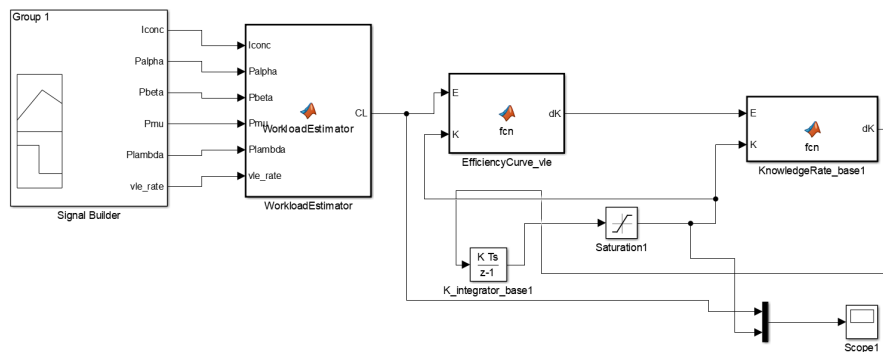 Group 1
Iconc
Palpha
Pbeta
Pmu
Plambda
vle_rate
Signal Builder
Iconc
Palpha
Pbeta
Pmu
Plambda
vle_rate
WorkloadEstimator
CL
WorkloadEstimator
E
K
fcn
dK
EfficiencyCurve_vle
E
K
fcn
dK
KnowledgeRate_base1
K Ts
z-1
K_integrator_base1
Saturation1
Scope1